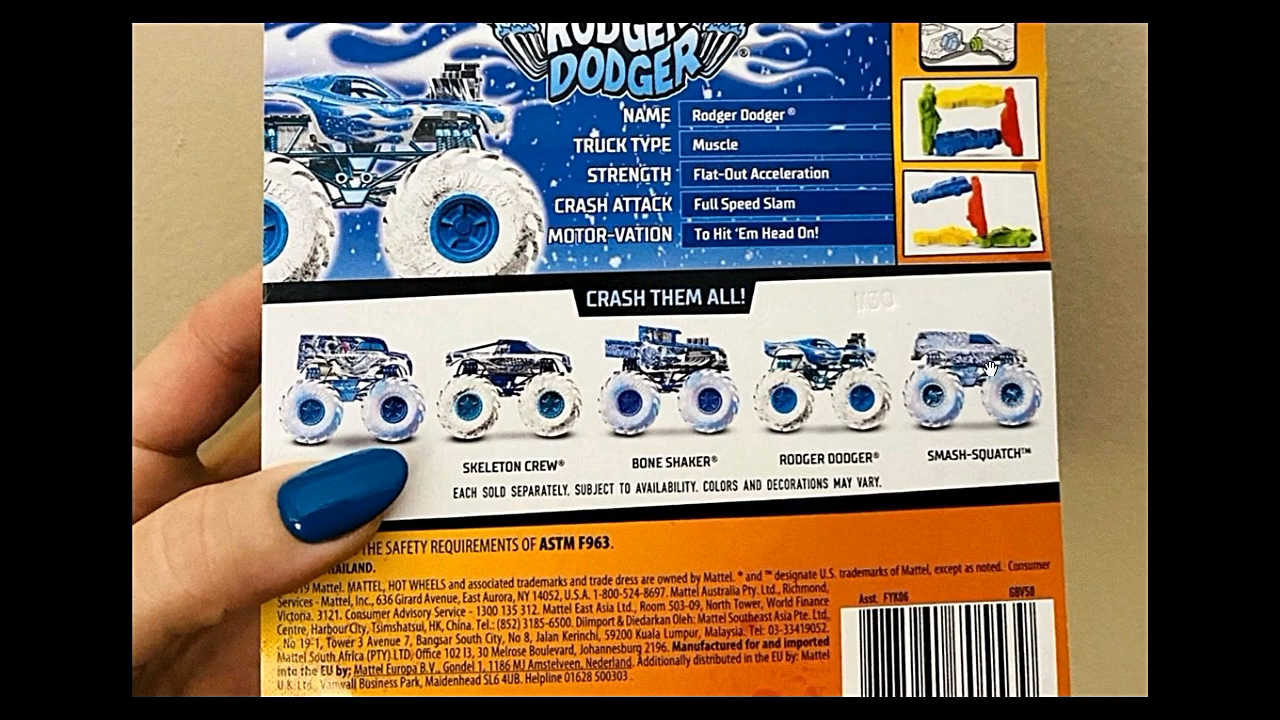 RODGER
DODGER®
NAME Rodger Dodger®
TRUCK TYPE Muscle
STRENGTH Flat-Out Acceleration
CRASH ATTACK Full Speed Slam
MOTOR-VATION To Hit 'Em Head On!
CRASH THEM ALL!
SKELETON CREW®
BONE SHAKER®
RODGER DODGER®
SMASH-SQUATCH™
EACH SOLD SEPARATELY. SUBJECT TO AVAILABILITY. COLORS AND DECORATIONS MAY VARY.
THE SAFETY REQUIREMENTS OF ASTM F963.
Mattel. MATTEL, HOT WHEELS and associated trademarks and trade dress are owned by Mattel. ® and ™ designate U.S. trademarks of Mattel, except as noted. Consumer
Services - Mattel, Inc., 636 Girard Avenue, East Aurora, NY 14052, U.S.A. 1-800-524-8697. Mattel Australia Pty. Ltd., Richmond,
Victoria. 3121. Consumer Advisory Service - 1300 135 312. Mattel East Asia Ltd., Room 503-09, North Tower, World Finance
Centre, Harbour City, Tsimshatsui, HK, China. Tel.: (852) 3185-6500. Diimport & Diedarkan Oleh: Mattel Southeast Asia Pte. Ltd.
No 19-1, Tower 3 Avenue 7, Bangsar South City, No 8, Jalan Kerinchi, 59200 Kuala Lumpur, Malaysia. Tel: 03-33419052.
Mattel South Africa (PTY) LTD, Office 102 I3, 30 Melrose Boulevard, Johannesburg 2196. Manufactured for and imported
into the EU by: Mattel Europa B.V., Gondel 1, 1186 MJ Amstelveen, Nederland. Additionally distributed in the EU by: Mattel
U.K. Ltd., Vanwall Business Park, Maidenhead SL6 4UB. Helpline 01628 500303
Asst. FYK06 GBV50